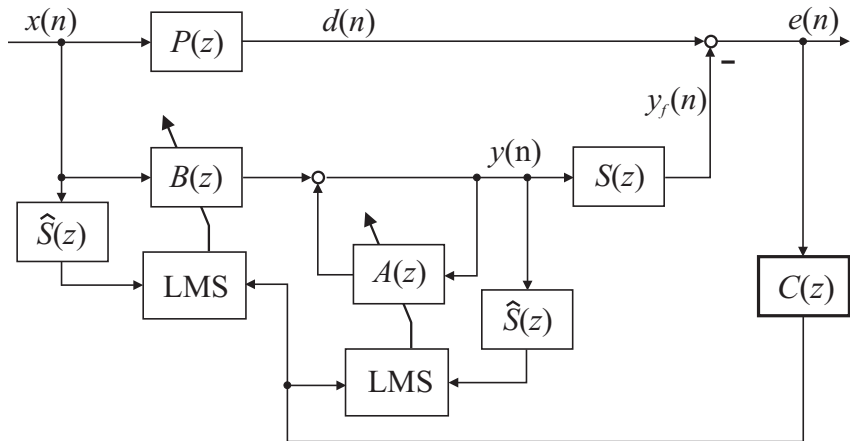 x(n)
P(z)
d(n)
e(n)
y_f(n)
B(z)
y(n)
S(z)
Ŝ(z)
A(z)
LMS
C(z)
Ŝ(z)
LMS